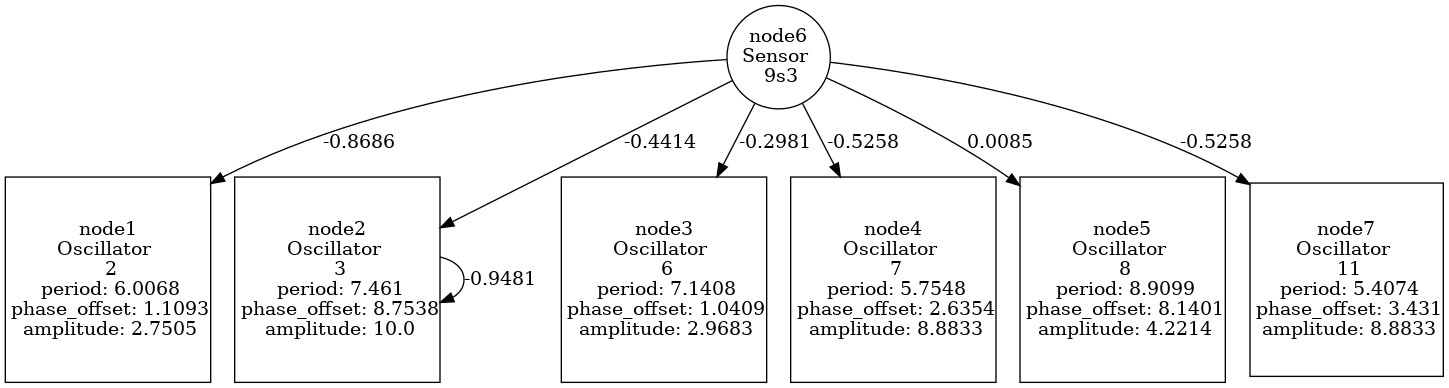 node6
Sensor
9s3
-0.8686
-0.4414
-0.2981
-0.5258
0.0085
-0.5258
node1
Oscillator
2
period: 6.0068
phase_offset: 1.1093
amplitude: 2.7505
node2
Oscillator
3
period: 7.461
phase_offset: 8.7538
amplitude: 10.0
-0.9481
node3
Oscillator
6
period: 7.1408
phase_offset: 1.0409
amplitude: 2.9683
node4
Oscillator
7
period: 5.7548
phase_offset: 2.6354
amplitude: 8.8833
node5
Oscillator
8
period: 8.9099
phase_offset: 8.1401
amplitude: 4.2214
node7
Oscillator
11
period: 5.4074
phase_offset: 3.431
amplitude: 8.8833